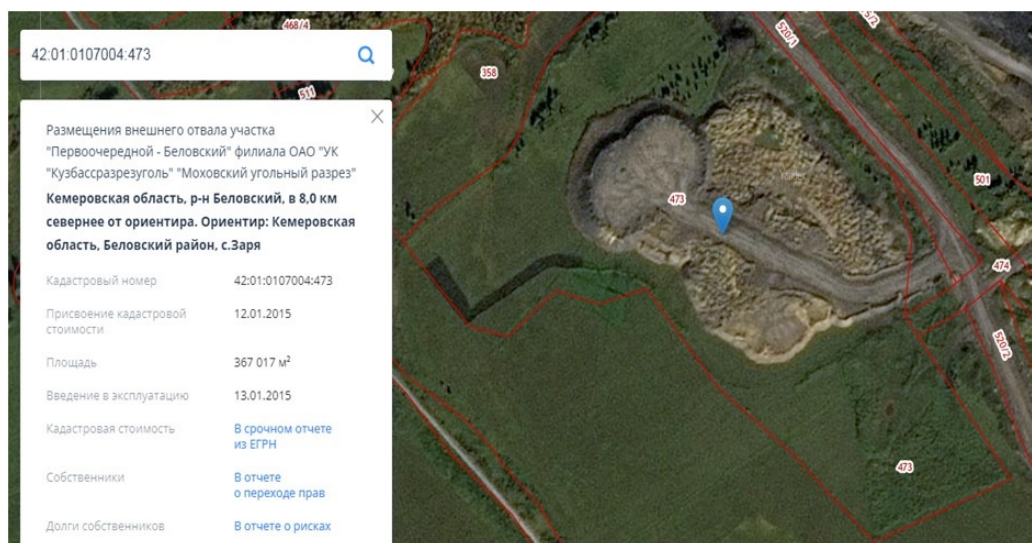 42:01:0107004:473
Размещения внешнего отвала участка
"Первоочередной - Беловский" филиала ОАО "УК
"Кузбассразрезуголь" "Моховский угольный разрез"
Кемеровская область, р-н Беловский, в 8,0 км
севернее от ориентира. Ориентир: Кемеровская
область, Беловский район, с.Заря
Кадастровый номер 42:01:0107004:473
Присвоение кадастровой 12.01.2015
стоимости
Площадь 367 017 м²
Введение в эксплуатацию 13.01.2015
Кадастровая стоимость В срочном отчете
из ЕГРН
Собственники В отчете
о переходе прав
Долги собственников В отчете о рисках
468/4
511
358
473
520/1
501
474
520/2
473